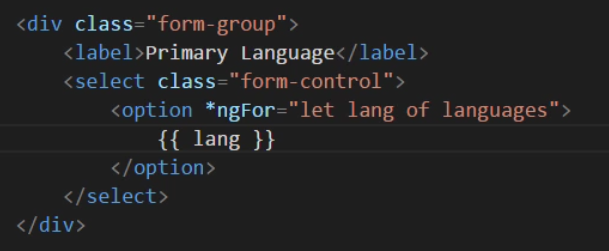 <div class="form-group">
    <label>Primary Language</label>
    <select class="form-control">
        <option *ngFor="let lang of languages">
            {{ lang }}
        </option>
    </select>
</div>